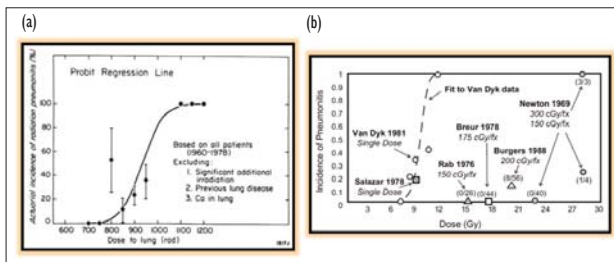 (a)
Probit Regression Line
Actuarial incidence of radiation pneumonitis (%)
100
80
60
40
20
0
Based on all patients
(1960-1978)
Excluding:
1. Significant additional
irradiation
2. Previous lung disease
3. Ca in lung
600 700 800 900 1000 1100 1200
Dose to lung (rad)
(b)
Incidence of Pneumonitis
1
0.9
0.8
0.7
0.6
0.5
0.4
0.3
0.2
0.1
0
(3/3)
Fit to Van Dyk data
Newton 1969
300 cGy/fx
150 cGy/fx
Van Dyk 1981
Single Dose
Breur 1978
175 cGy/fx
Burgers 1988
200 cGy/fx
Rab 1976
150 cGy/fx
Salazar 1978
Single Dose
(0/26)
(0/44)
(8/56)
(0/40)
(1/4)
3 6 9 12 15 18 21 24 27 30
Dose (Gy)